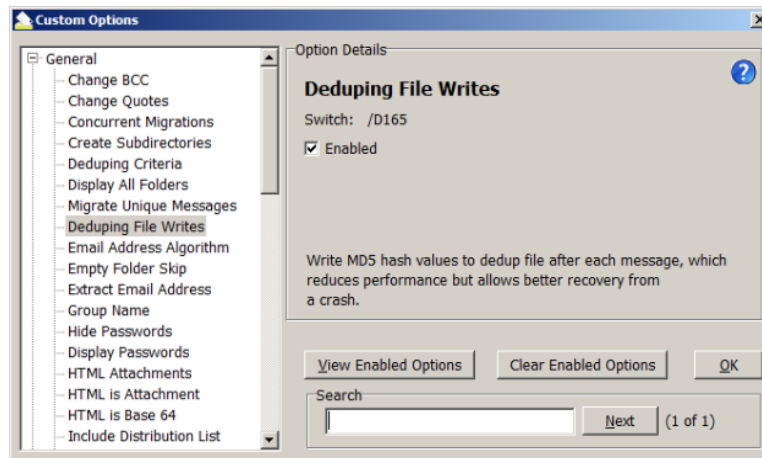 Custom Options
General
Change BCC
Change Quotes
Concurrent Migrations
Create Subdirectories
Deduping Criteria
Display All Folders
Migrate Unique Messages
Deduping File Writes
Email Address Algorithm
Empty Folder Skip
Extract Email Address
Group Name
Hide Passwords
Display Passwords
HTML Attachments
HTML is Attachment
HTML is Base 64
Include Distribution List
Option Details
Deduping File Writes
Switch: /D165
Enabled
Write MD5 hash values to dedup file after each message, which
reduces performance but allows better recovery from
a crash.
View Enabled Options
Clear Enabled Options
OK
Search
Next (1 of 1)